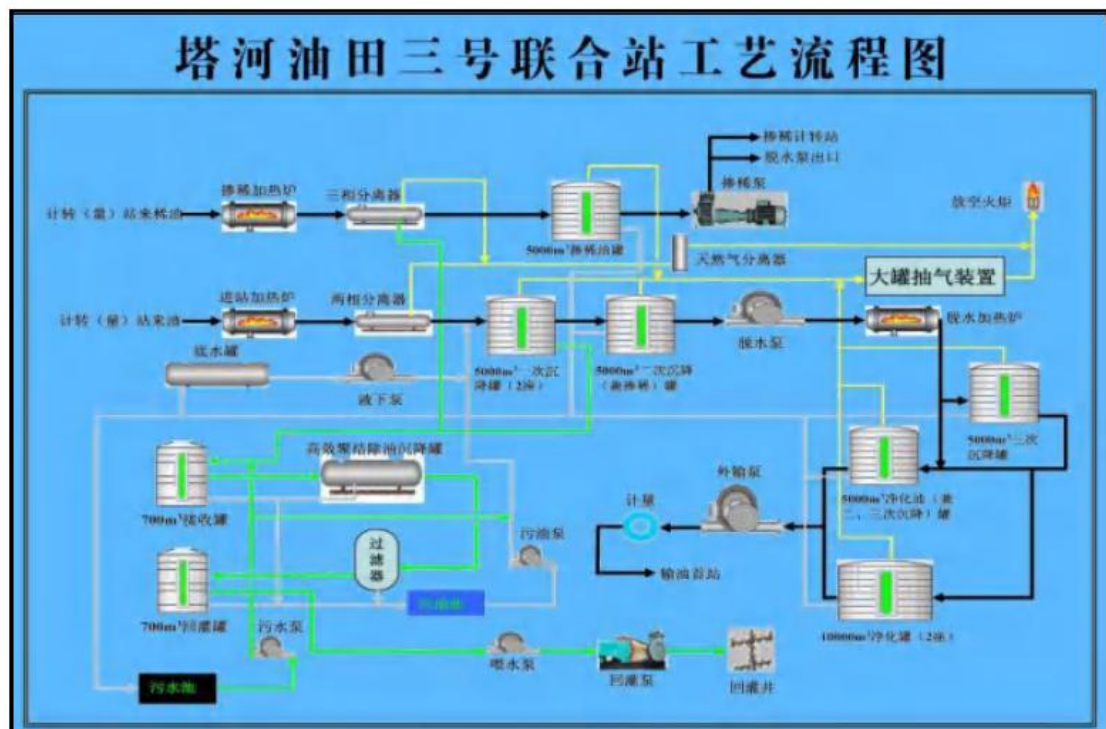 塔河油田三号联合站工艺流程图
掺稀计转站
脱水泵出口
掺稀加热炉
三相分离器
掺稀泵
放空火炬
计转（量）站来稀油
5000m³掺稀油罐
天然气分离器
大罐抽气装置
进站加热炉
两相分离器
计转（量）站来油
脱水加热炉
脱水泵
底水罐
5000m³一次沉
降罐（2座）
5000m³二次沉降
（兼掺稀）罐
液下泵
5000m³三次
沉降罐
高效聚结除油沉降罐
外输泵
5000m³净化油（兼
二、三次沉降）罐
计量
700m³接收罐
污油泵
过滤器
输油首站
污油池
700m³回灌罐
污水泵
10000m³净化罐（2座）
喂水泵
回灌泵
回灌井
污水池